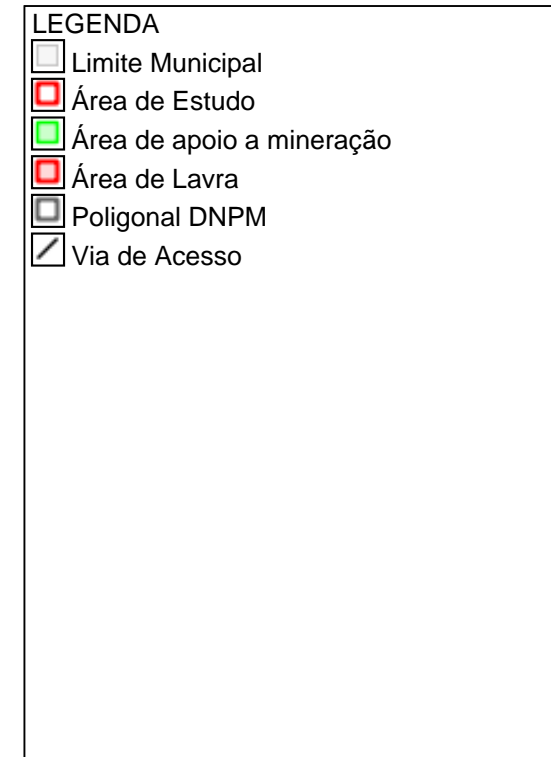 LEGENDA
Limite Municipal
Área de Estudo
Área de apoio a mineração
Área de Lavra
Poligonal DNPM
Via de Acesso